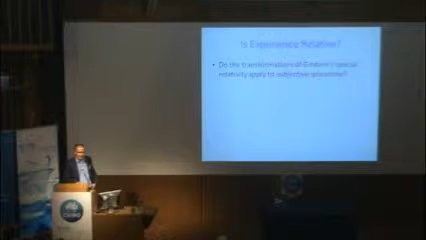 Is Experience Relative?
• Do the transformations of Einstein's special
relativity apply to subjective spacetime?